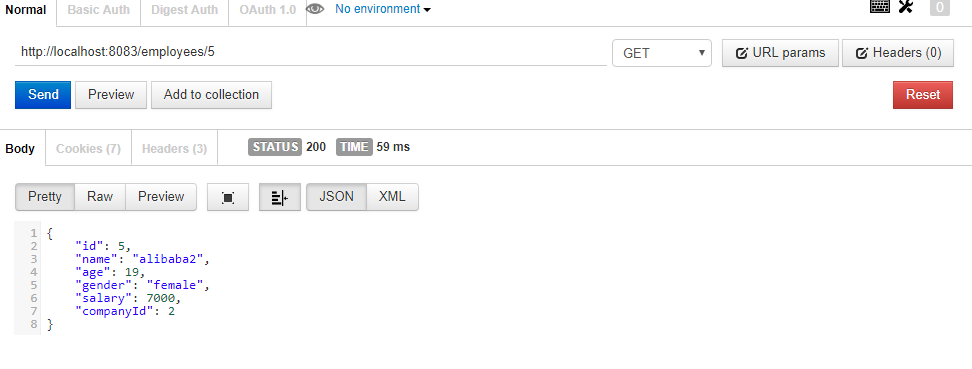 Normal Basic Auth Digest Auth OAuth 1.0 No environment 0
http://localhost:8083/employees/5 GET URL params Headers (0)
Send Preview Add to collection Reset
Body Cookies (7) Headers (3) STATUS 200 TIME 59 ms
Pretty Raw Preview JSON XML
1 {
2 "id": 5,
3 "name": "alibaba2",
4 "age": 19,
5 "gender": "female",
6 "salary": 7000,
7 "companyId": 2
8 }